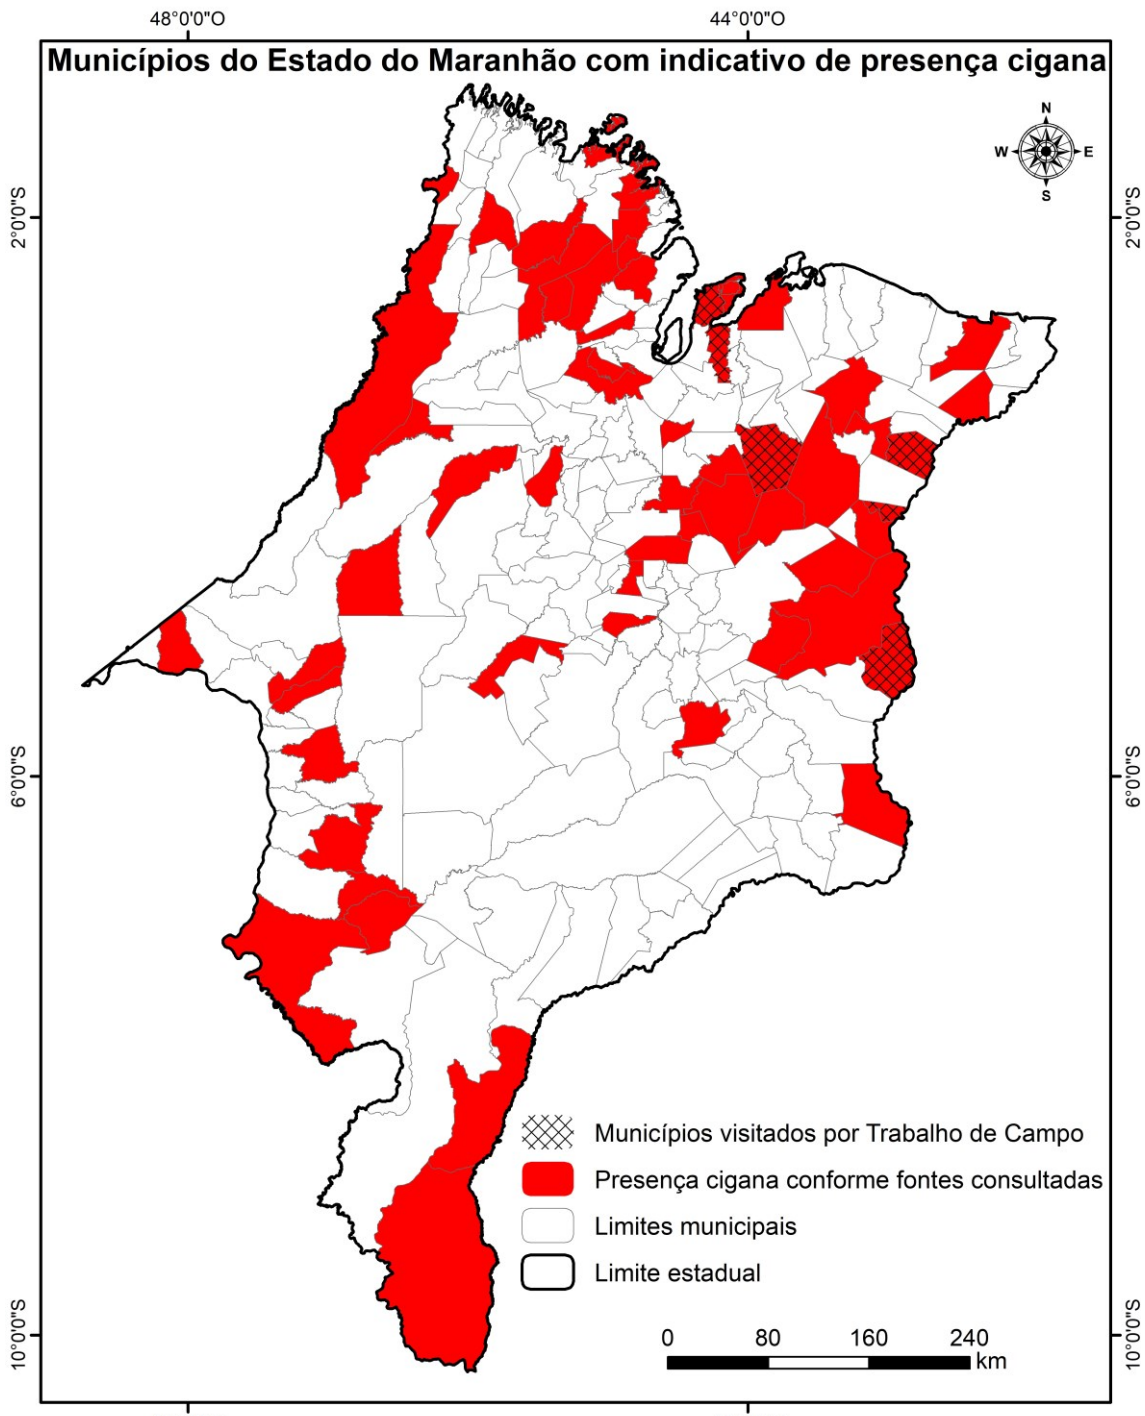 48°0'0"O 44°0'0"O
Municípios do Estado do Maranhão com indicativo de presença cigana
N
W E
S
2°0'0"S 2°0'0"S
6°0'0"S 6°0'0"S
Municípios visitados por Trabalho de Campo
Presença cigana conforme fontes consultadas
Limites municipais
Limite estadual
10°0'0"S 10°0'0"S
0 80 160 240
km